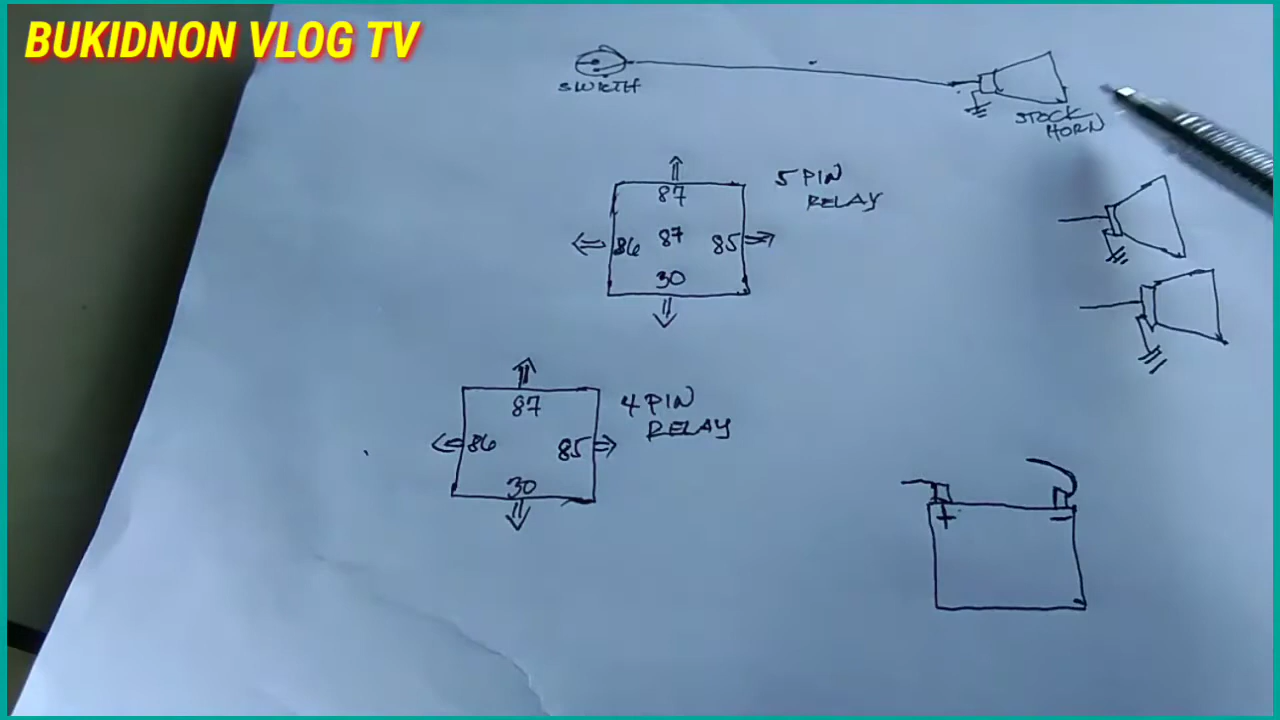 BUKIDNON VLOG TV
SWICTH
STOCK
HORN
87
5 PIN
RELAY
86 87 85
30
87
4 PIN
RELAY
86 85
30
+ −